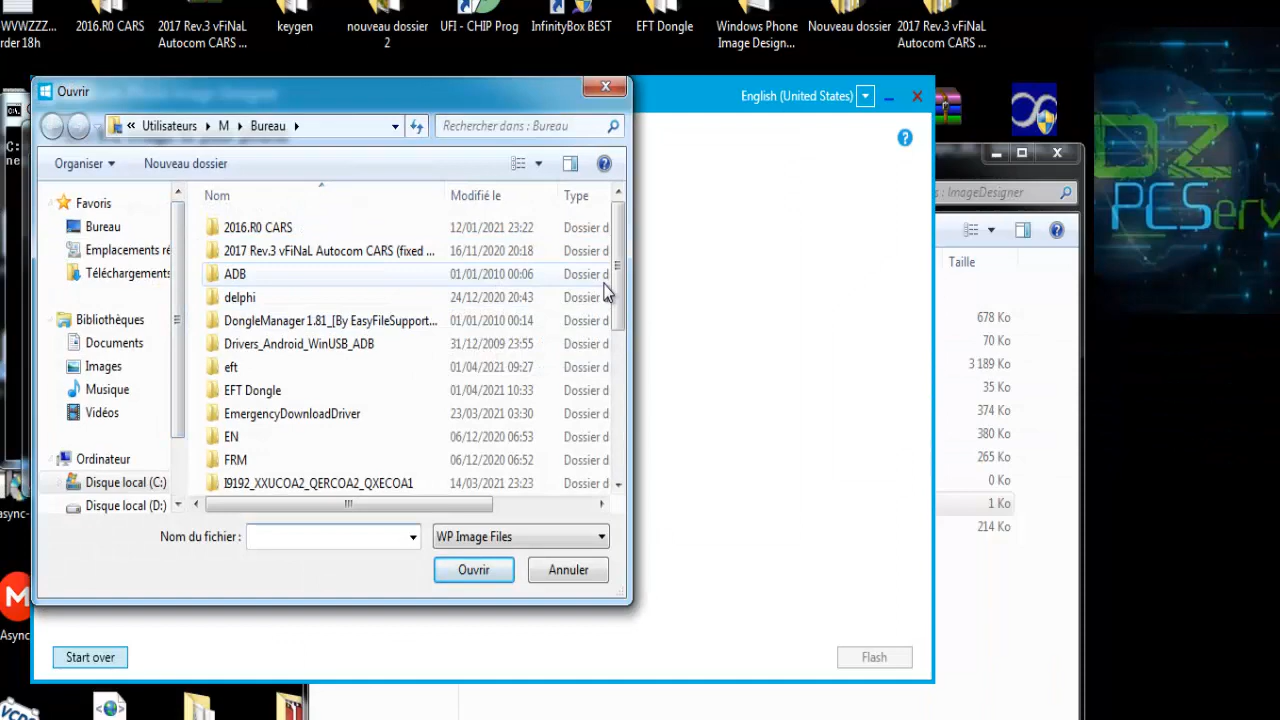 WVWZZZ...
rder 18h
2016.R0 CARS
2017 Rev.3 vFiNaL
Autocom CARS ...
keygen
nouveau dossier
2
UFI - CHIP Prog
InfinityBox BEST
EFT Dongle
Windows Phone
Image Design...
Nouveau dossier
2017 Rev.3 vFiNaL
Autocom CARS ...
Ouvrir
English (United States)
« Utilisateurs M Bureau
Rechercher dans : Bureau
Organiser
Nouveau dossier
Nom
Modifié le
Type
Favoris
Bureau
Emplacements ré
Téléchargements
Bibliothèques
Documents
Images
Musique
Vidéos
Ordinateur
Disque local (C:)
Disque local (D:)
2016.R0 CARS 12/01/2021 23:22 Dossier d
2017 Rev.3 vFiNaL Autocom CARS (fixed ... 16/11/2020 20:18 Dossier d
ADB 01/01/2010 00:06 Dossier d
delphi 24/12/2020 20:43 Dossier
DongleManager 1.81_[By EasyFileSupport... 01/01/2010 00:14 Dossier d
Drivers_Android_WinUSB_ADB 31/12/2009 23:55 Dossier d
eft 01/04/2021 09:27 Dossier d
EFT Dongle 01/04/2021 10:33 Dossier d
EmergencyDownloadDriver 23/03/2021 03:30 Dossier d
EN 06/12/2020 06:53 Dossier d
FRM 06/12/2020 06:52 Dossier d
I9192_XXUCOA2_QERCOA2_QXECOA1 14/03/2021 23:23 Dossier d
Nom du fichier :
WP Image Files
Ouvrir
Annuler
Start over
Flash
: ImageDesigner
Taille
678 Ko
70 Ko
3 189 Ko
35 Ko
374 Ko
380 Ko
265 Ko
0 Ko
1 Ko
214 Ko
DZ
PCServ
C:
ne
async-
Async